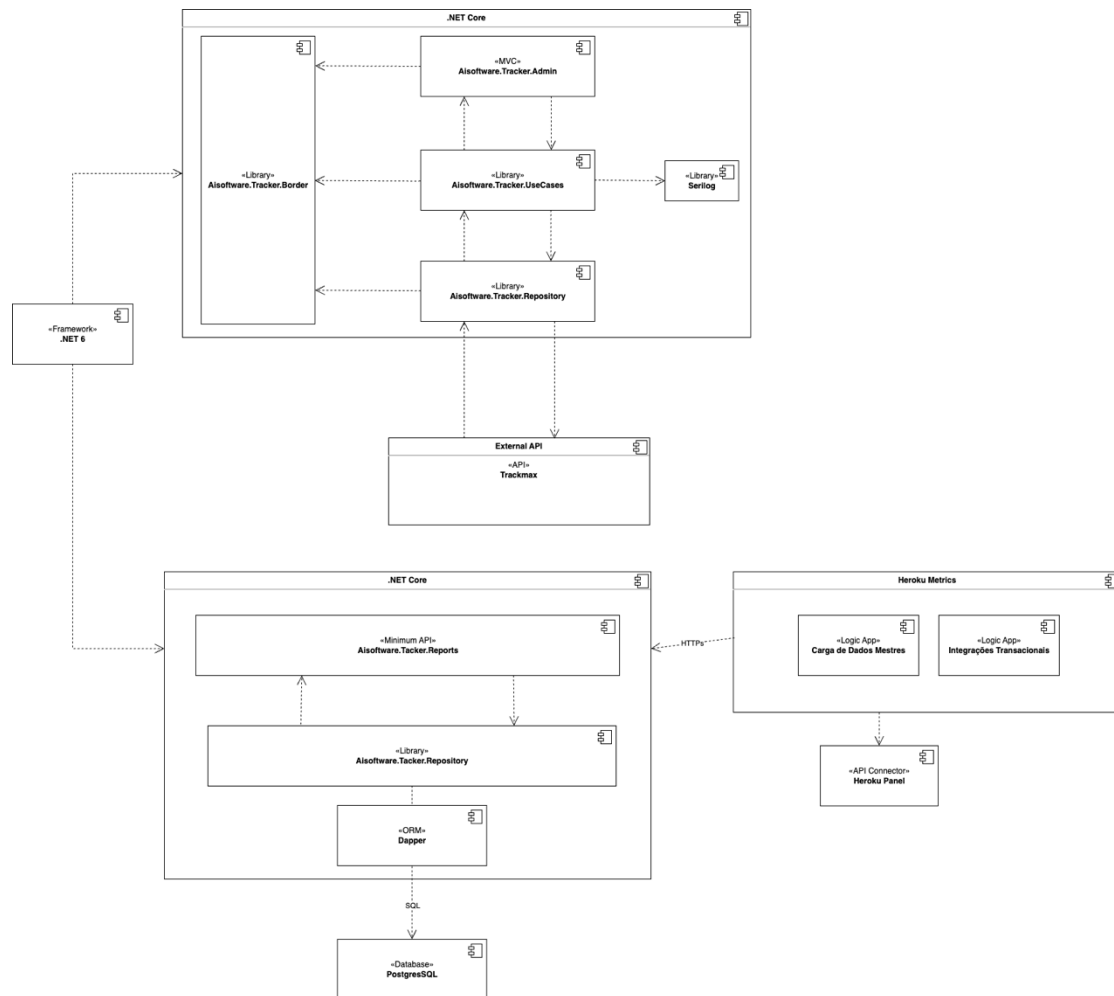 .NET Core
«MVC»
Aisoftware.Tracker.Admin
«Library»
Aisoftware.Tracker.Border
«Library»
Aisoftware.Tracker.UseCases
«Library»
Serilog
«Library»
Aisoftware.Tracker.Repository
«Framework»
.NET 6
External API
«API»
Trackmax
.NET Core
«Minimum API»
Aisoftware.Tacker.Reports
«Library»
Aisoftware.Tacker.Repository
«ORM»
Dapper
SQL
«Database»
PostgresSQL
HTTPs
Heroku Metrics
«Logic App»
Carga de Dados Mestres
«Logic App»
Integrações Transacionais
«API Connector»
Heroku Panel